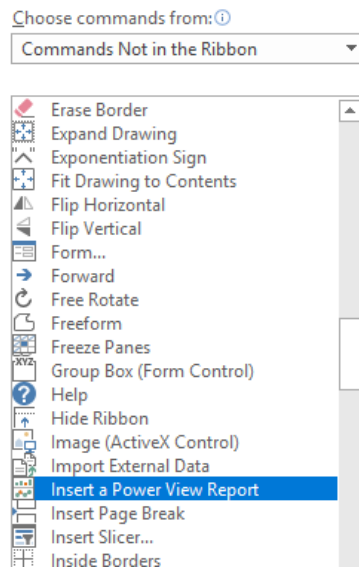 Choose commands from:
Commands Not in the Ribbon
Erase Border
Expand Drawing
Exponentiation Sign
Fit Drawing to Contents
Flip Horizontal
Flip Vertical
Form...
Forward
Free Rotate
Freeform
Freeze Panes
Group Box (Form Control)
Help
Hide Ribbon
Image (ActiveX Control)
Import External Data
Insert a Power View Report
Insert Page Break
Insert Slicer...
Inside Borders